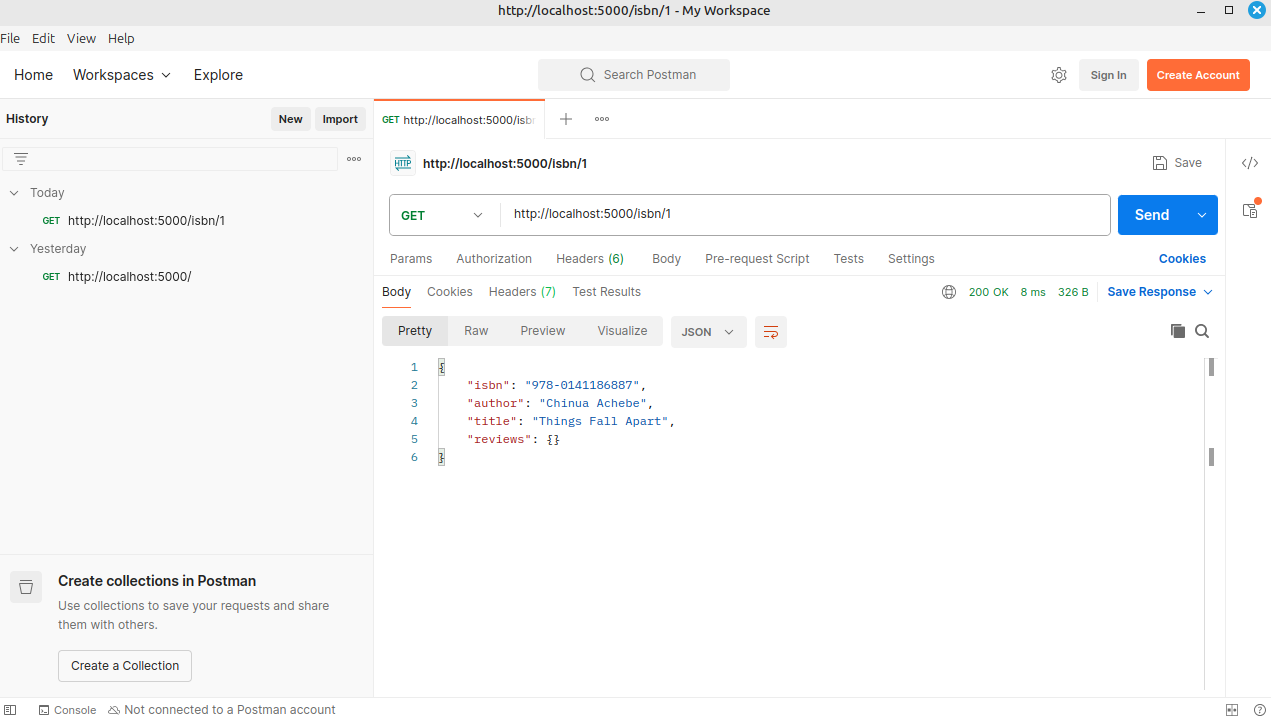 http://localhost:5000/isbn/1 - My Workspace
File Edit View Help
Home Workspaces Explore Search Postman Sign In Create Account
History New Import
GET http://localhost:5000/isbn
http://localhost:5000/isbn/1 Save
Today
GET http://localhost:5000/isbn/1
Yesterday
GET http://localhost:5000/
GET http://localhost:5000/isbn/1 Send
Params Authorization Headers (6) Body Pre-request Script Tests Settings Cookies
Body Cookies Headers (7) Test Results 200 OK 8 ms 326 B Save Response
Pretty Raw Preview Visualize JSON
1 {
2 "isbn": "978-0141186887",
3 "author": "Chinua Achebe",
4 "title": "Things Fall Apart",
5 "reviews": {}
6 }
Create collections in Postman
Use collections to save your requests and share
them with others.
Create a Collection
Console Not connected to a Postman account